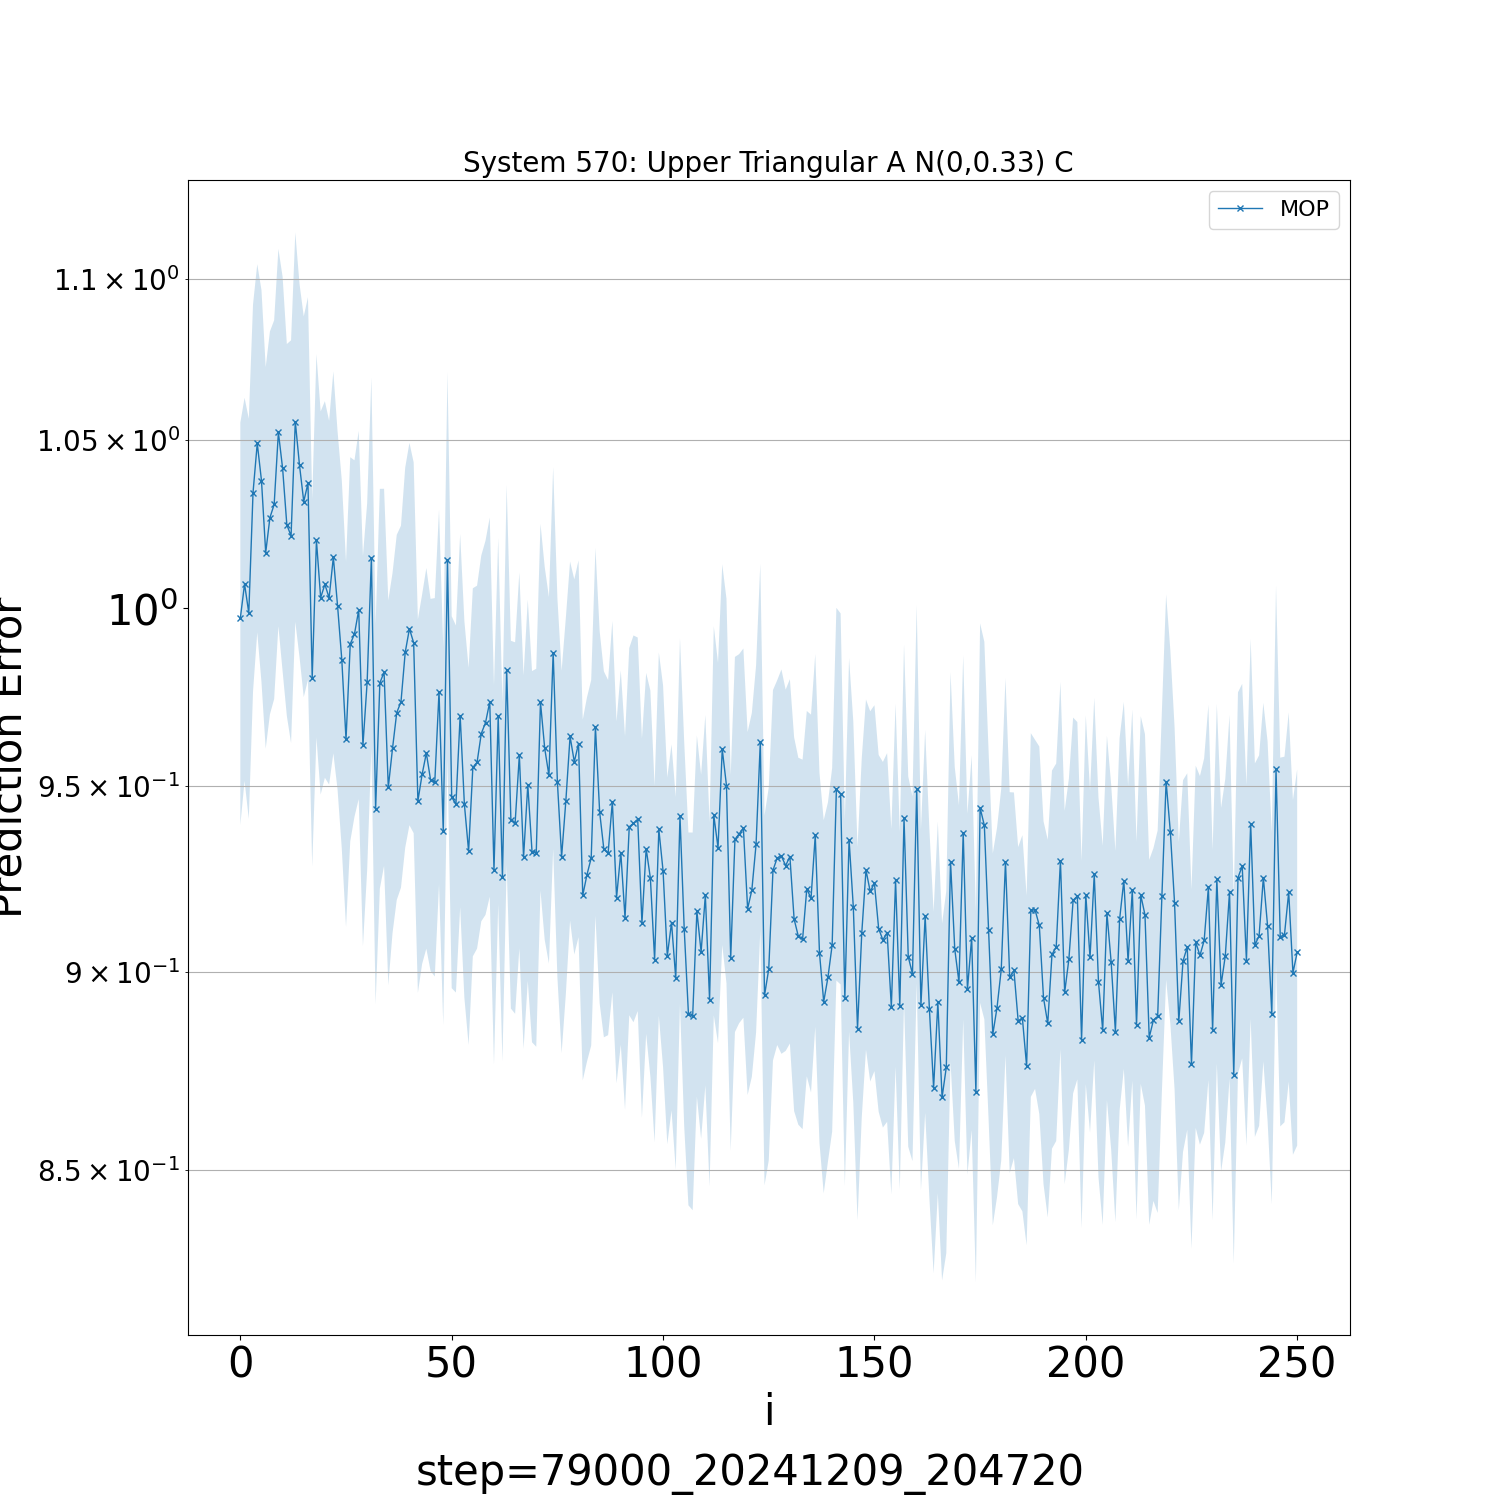 System 570: Upper Triangular A N(0,0.33) C
MOP
1.1 × 10⁰
1.05 × 10⁰
10⁰
9.5 × 10⁻¹
9 × 10⁻¹
8.5 × 10⁻¹
Prediction Error
0 50 100 150 200 250
i
step=79000_20241209_204720